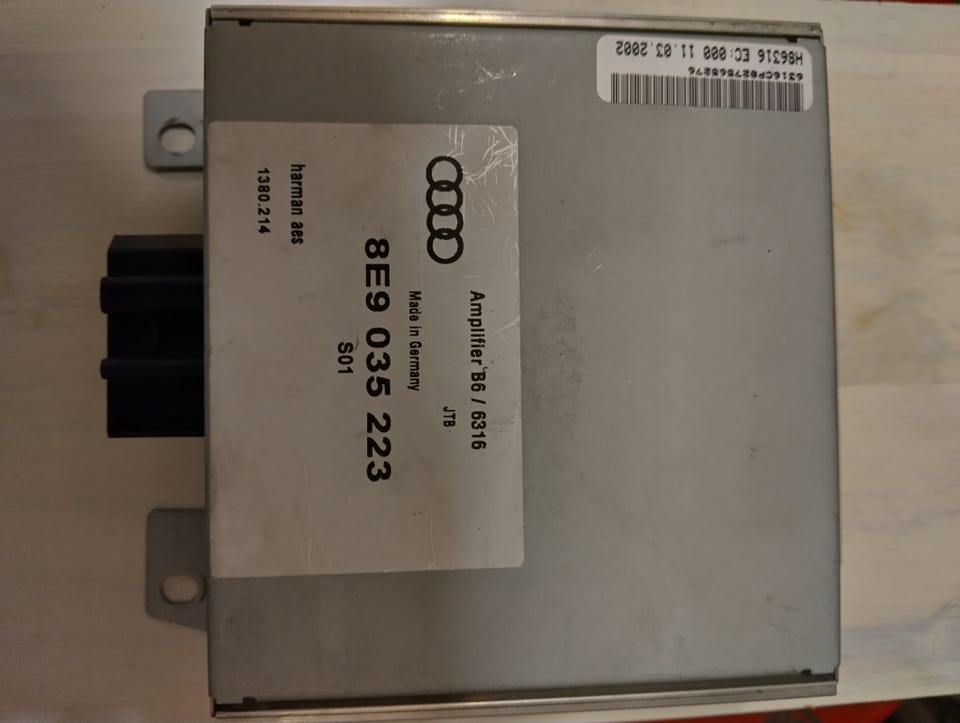 Amplifier B6 / 6316
JTB
Made in Germany
8E9 035 223
S01
harman aes
1380.214
6316CP027568276
H86316 EC:000 11.03.2002